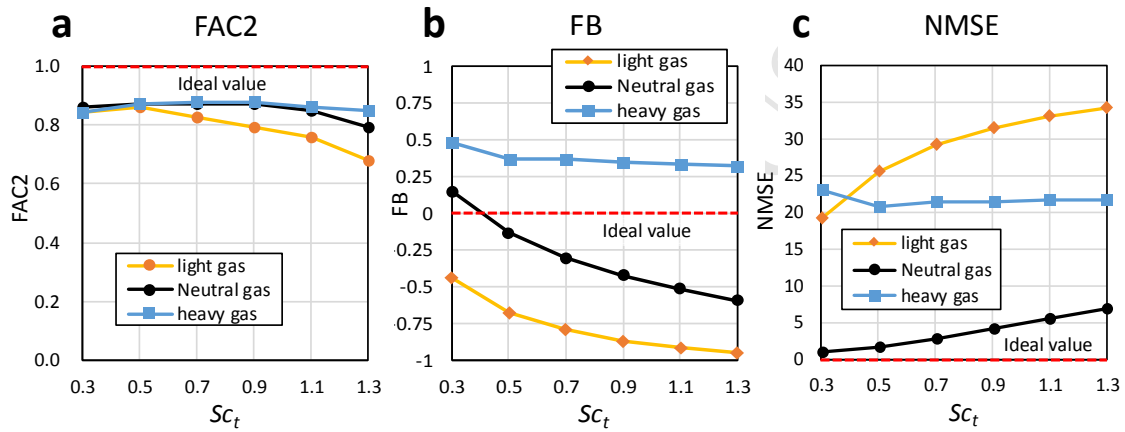 a
FAC2
1.0
0.8
0.6
0.4
0.2
0.0
FAC2
Ideal value
light gas
Neutral gas
heavy gas
0.3 0.5 0.7 0.9 1.1 1.3
Sc_t
b
FB
1
0.75
0.5
0.25
0
-0.25
-0.5
-0.75
-1
FB
light gas
Neutral gas
heavy gas
Ideal value
0.3 0.5 0.7 0.9 1.1 1.3
Sc_t
c
NMSE
40
35
30
25
20
15
10
5
0
NMSE
light gas
Neutral gas
heavy gas
Ideal value
0.3 0.5 0.7 0.9 1.1 1.3
Sc_t